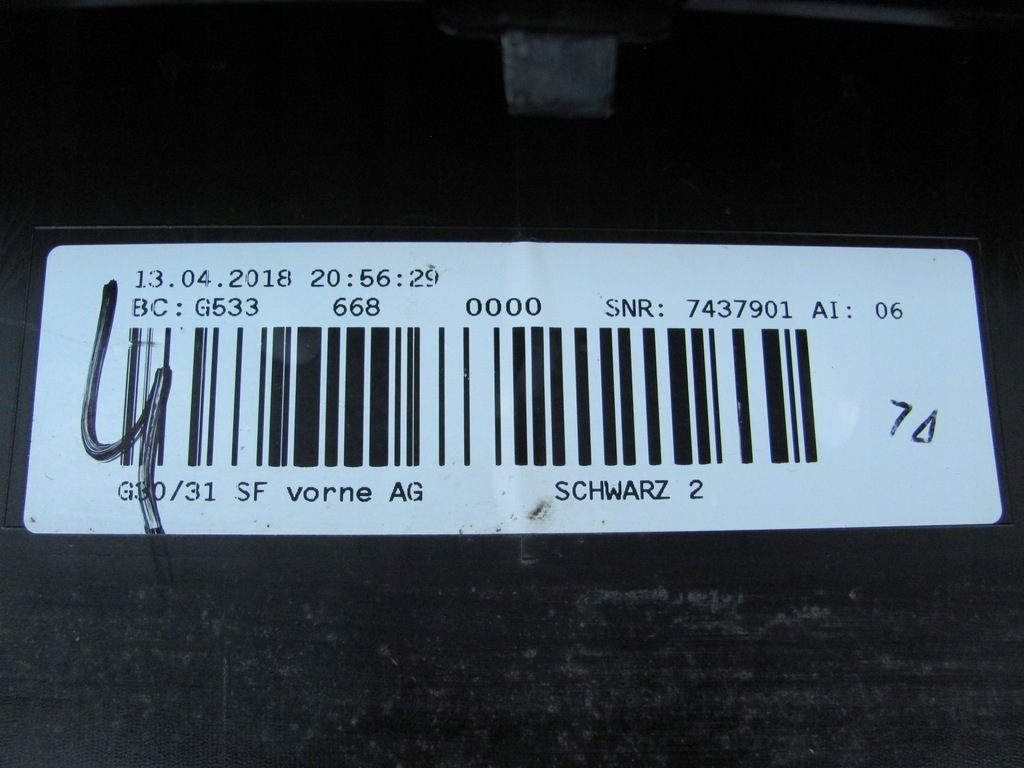 13.04.2018 20:56:29
BC: G533 668 0000 SNR: 7437901 AI: 06
4
G30/31 SF vorne AG SCHWARZ 2